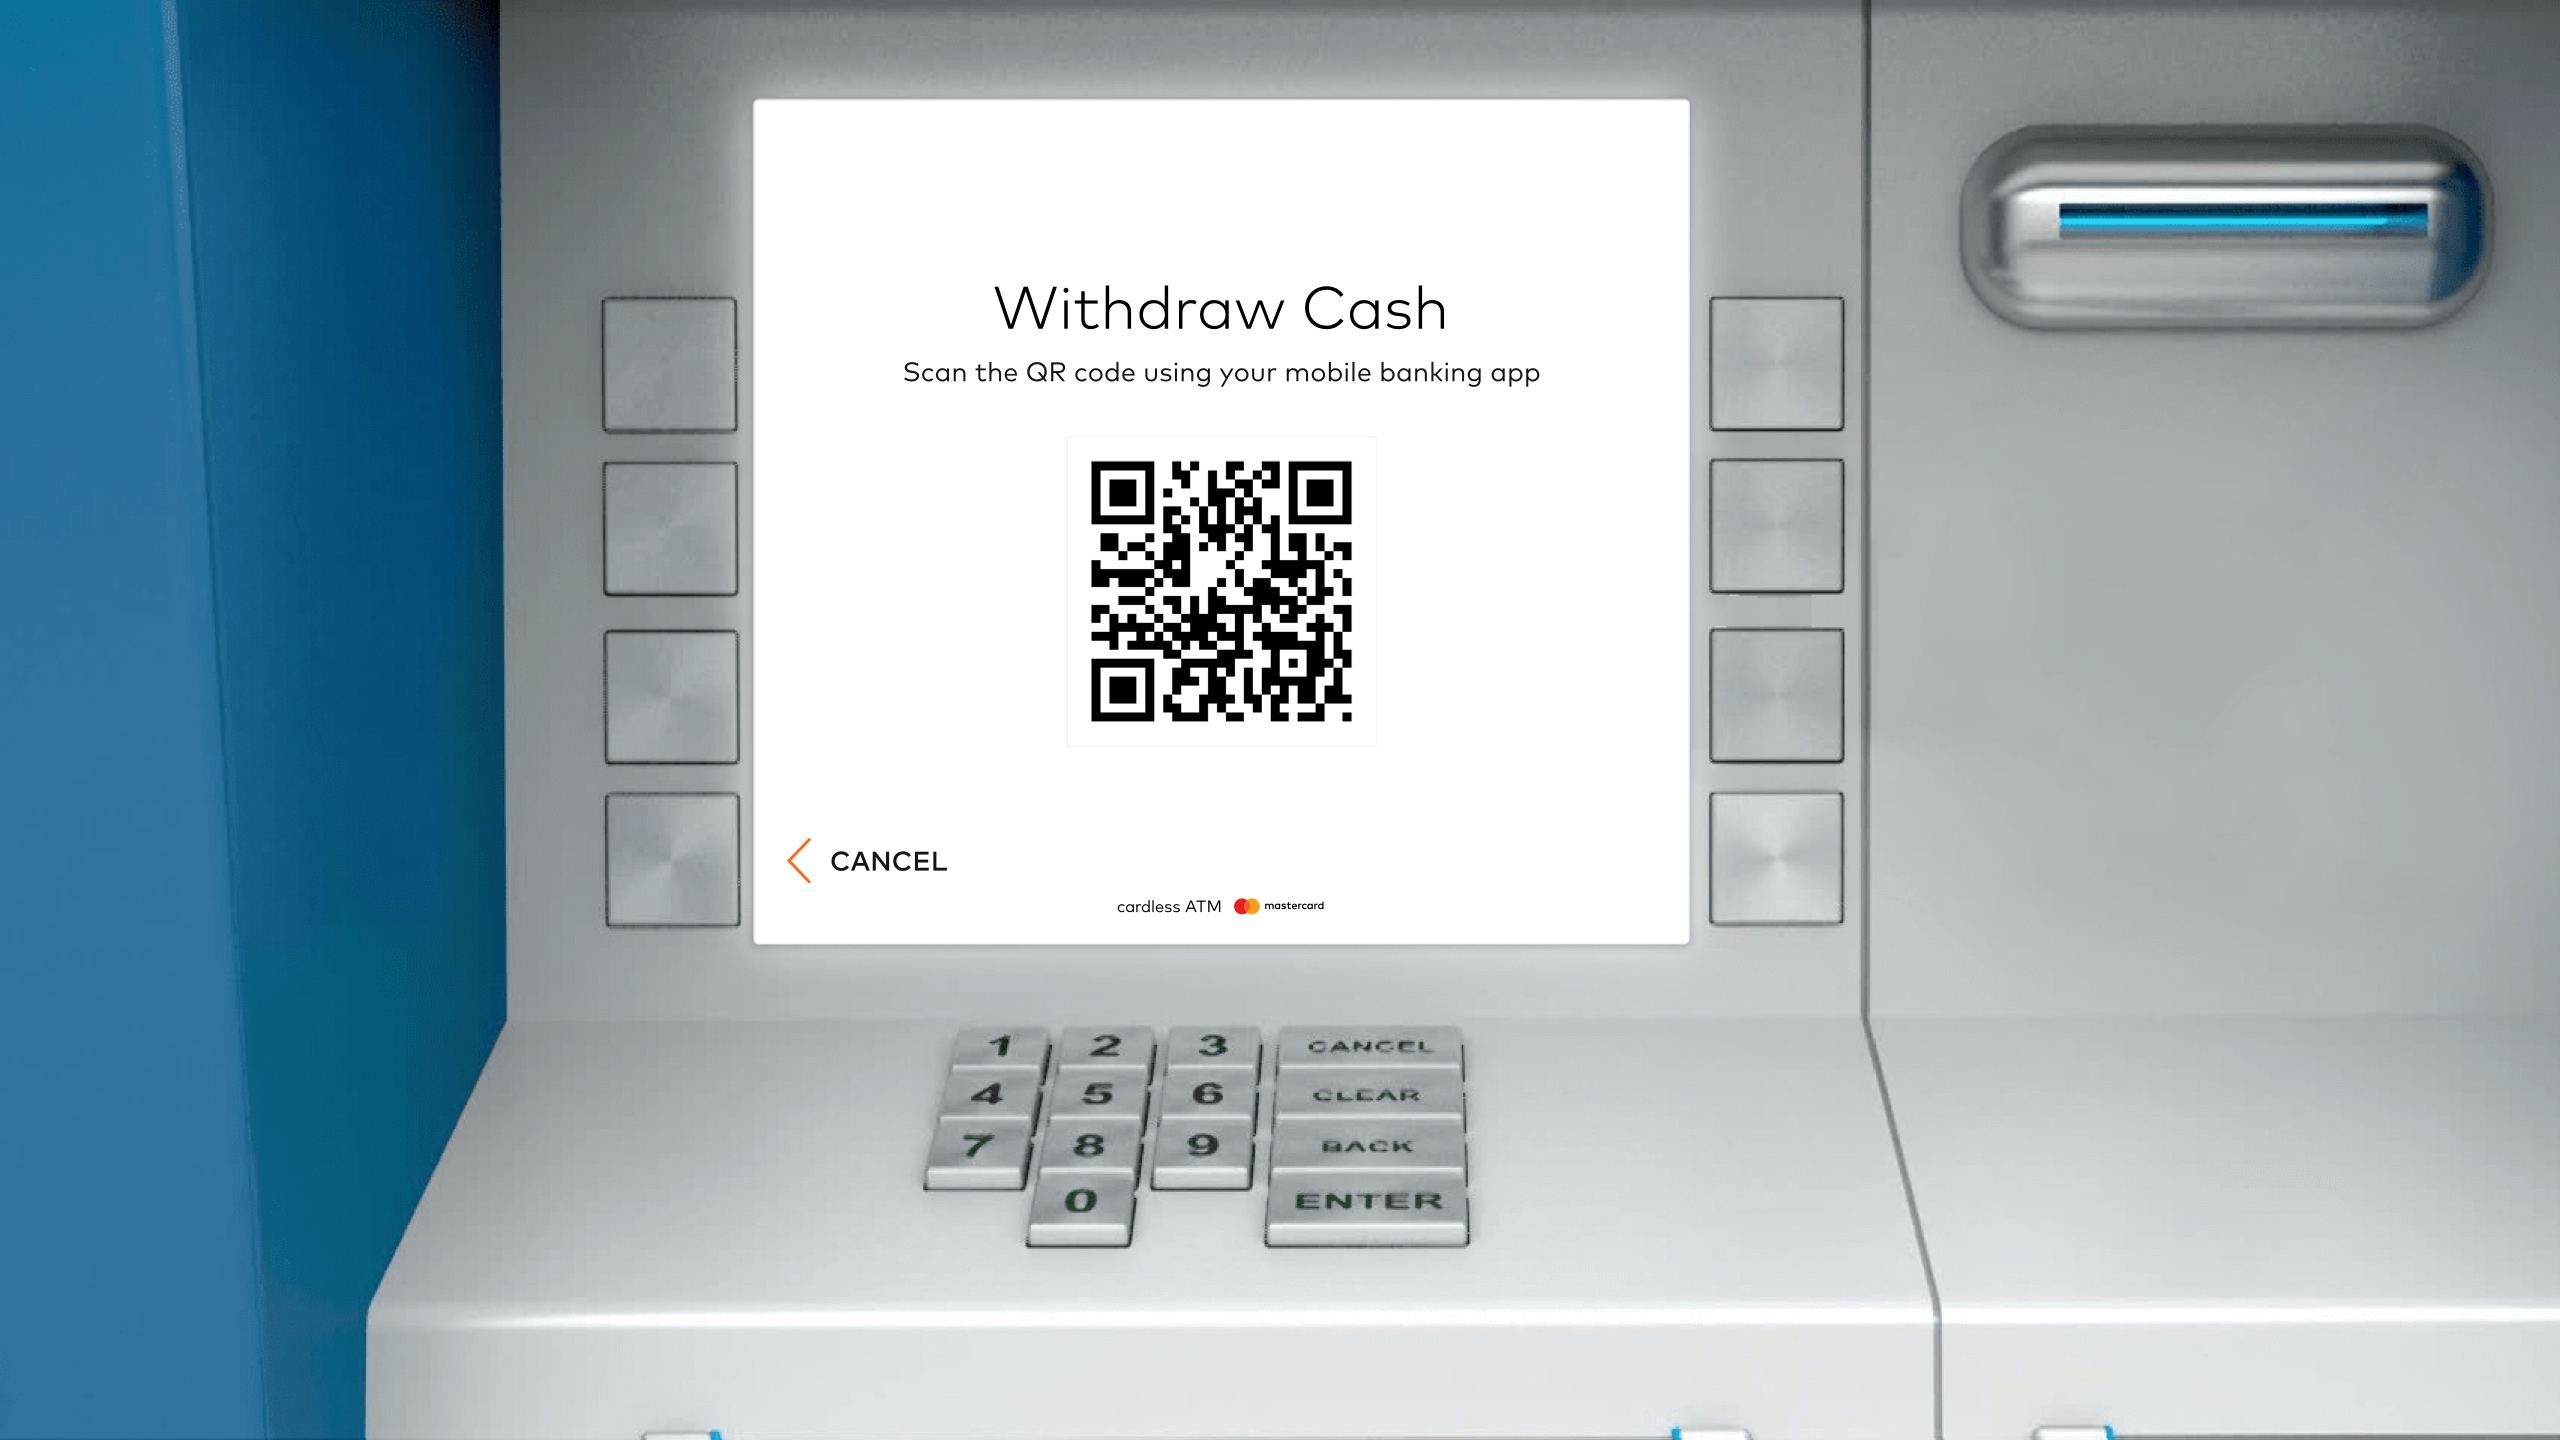 Withdraw Cash
Scan the QR code using your mobile banking app
CANCEL
cardless ATM mastercard
1 2 3 CANCEL
4 5 6 CLEAR
7 8 9 BACK
0 ENTER